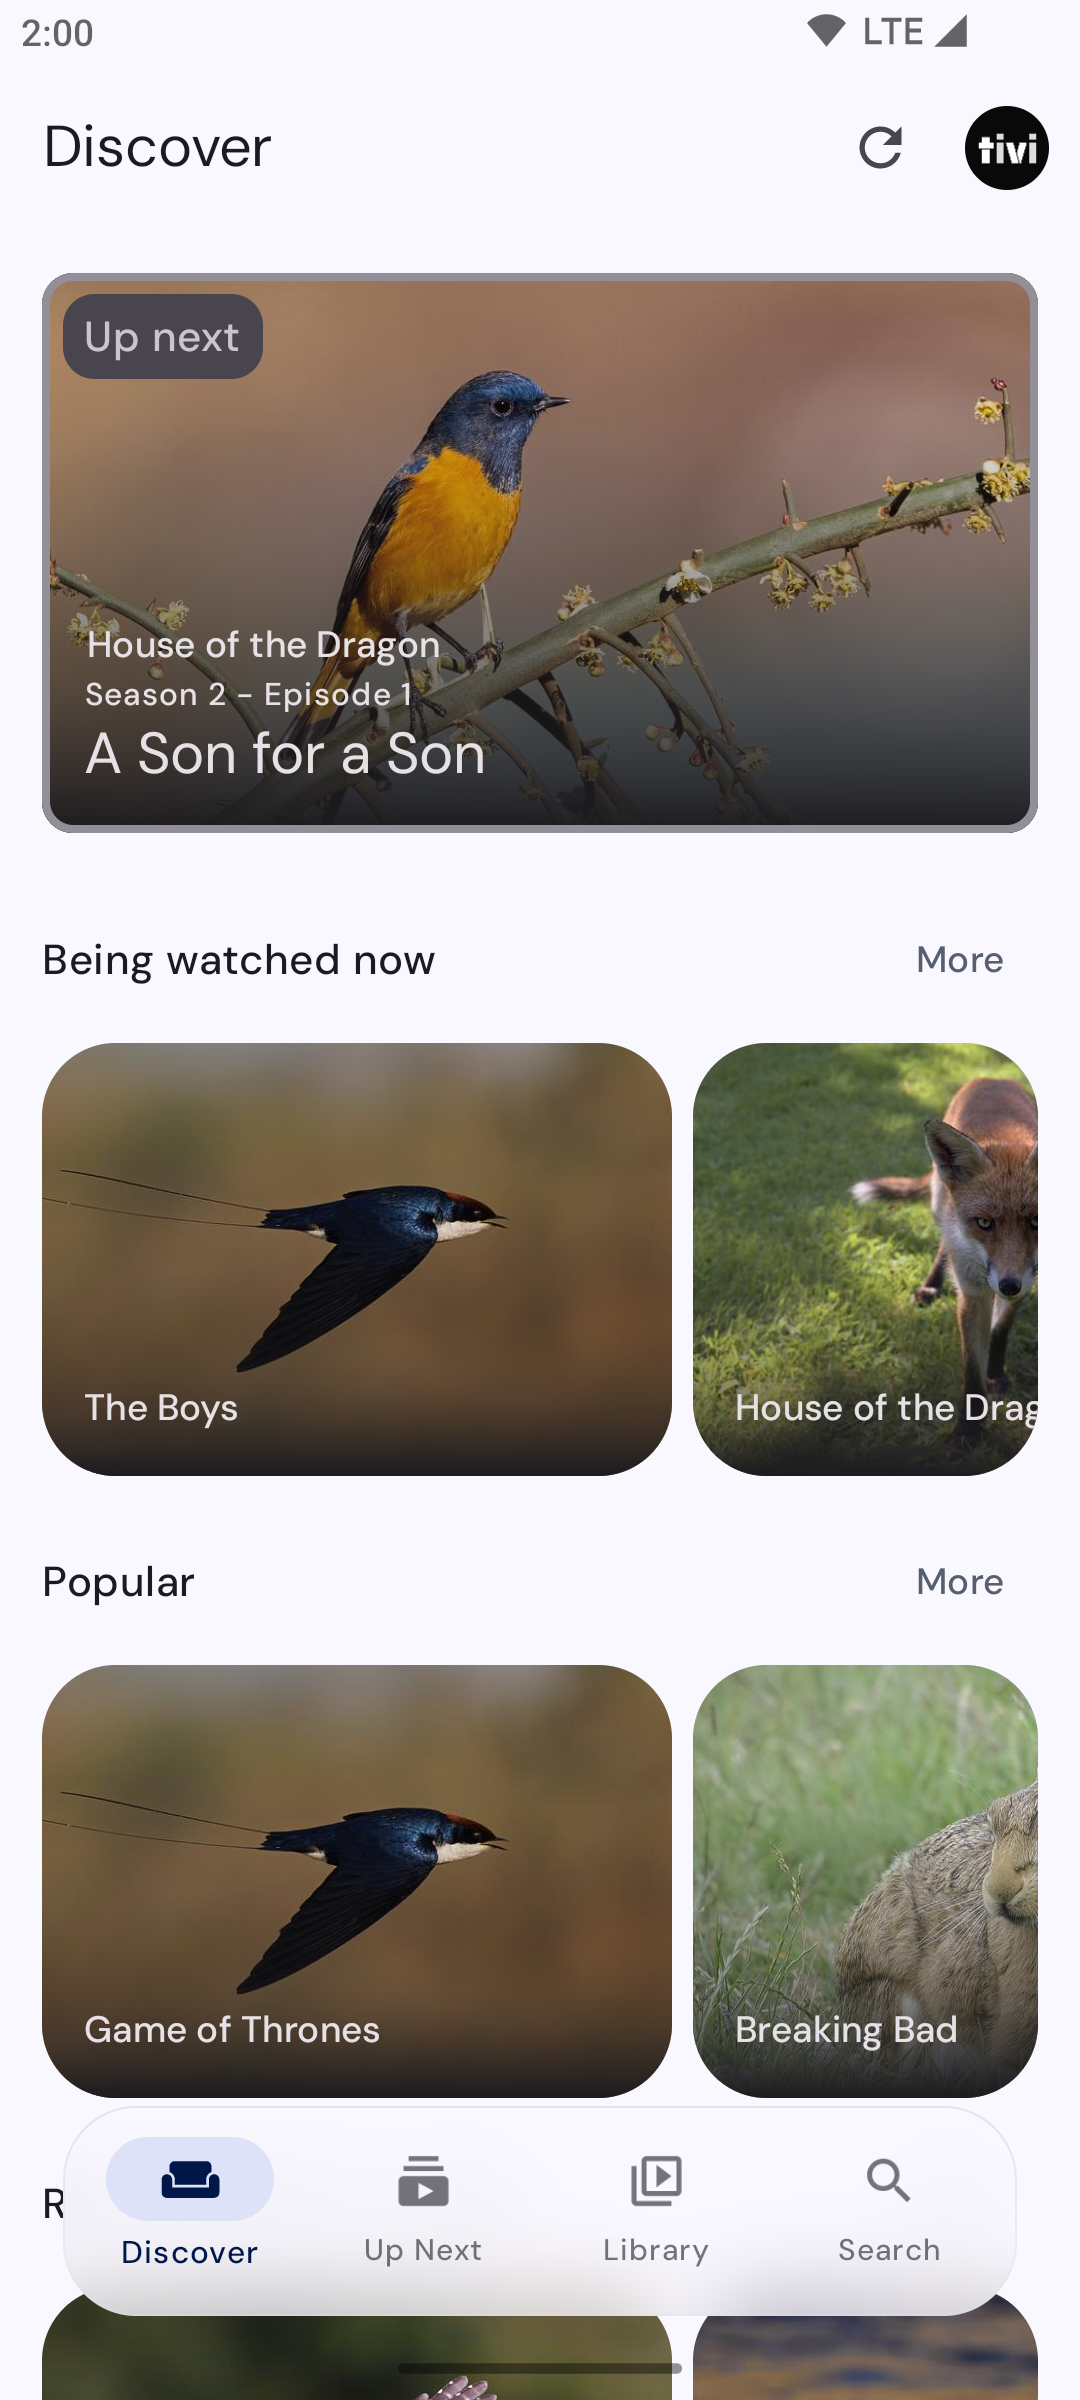 2:00
LTE
Discover
tivi
Up next
House of the Dragon
Season 2 - Episode 1
A Son for a Son
Being watched now
More
The Boys
House of the Drag
Popular
More
Game of Thrones
Breaking Bad
R
Discover
Up Next
Library
Search